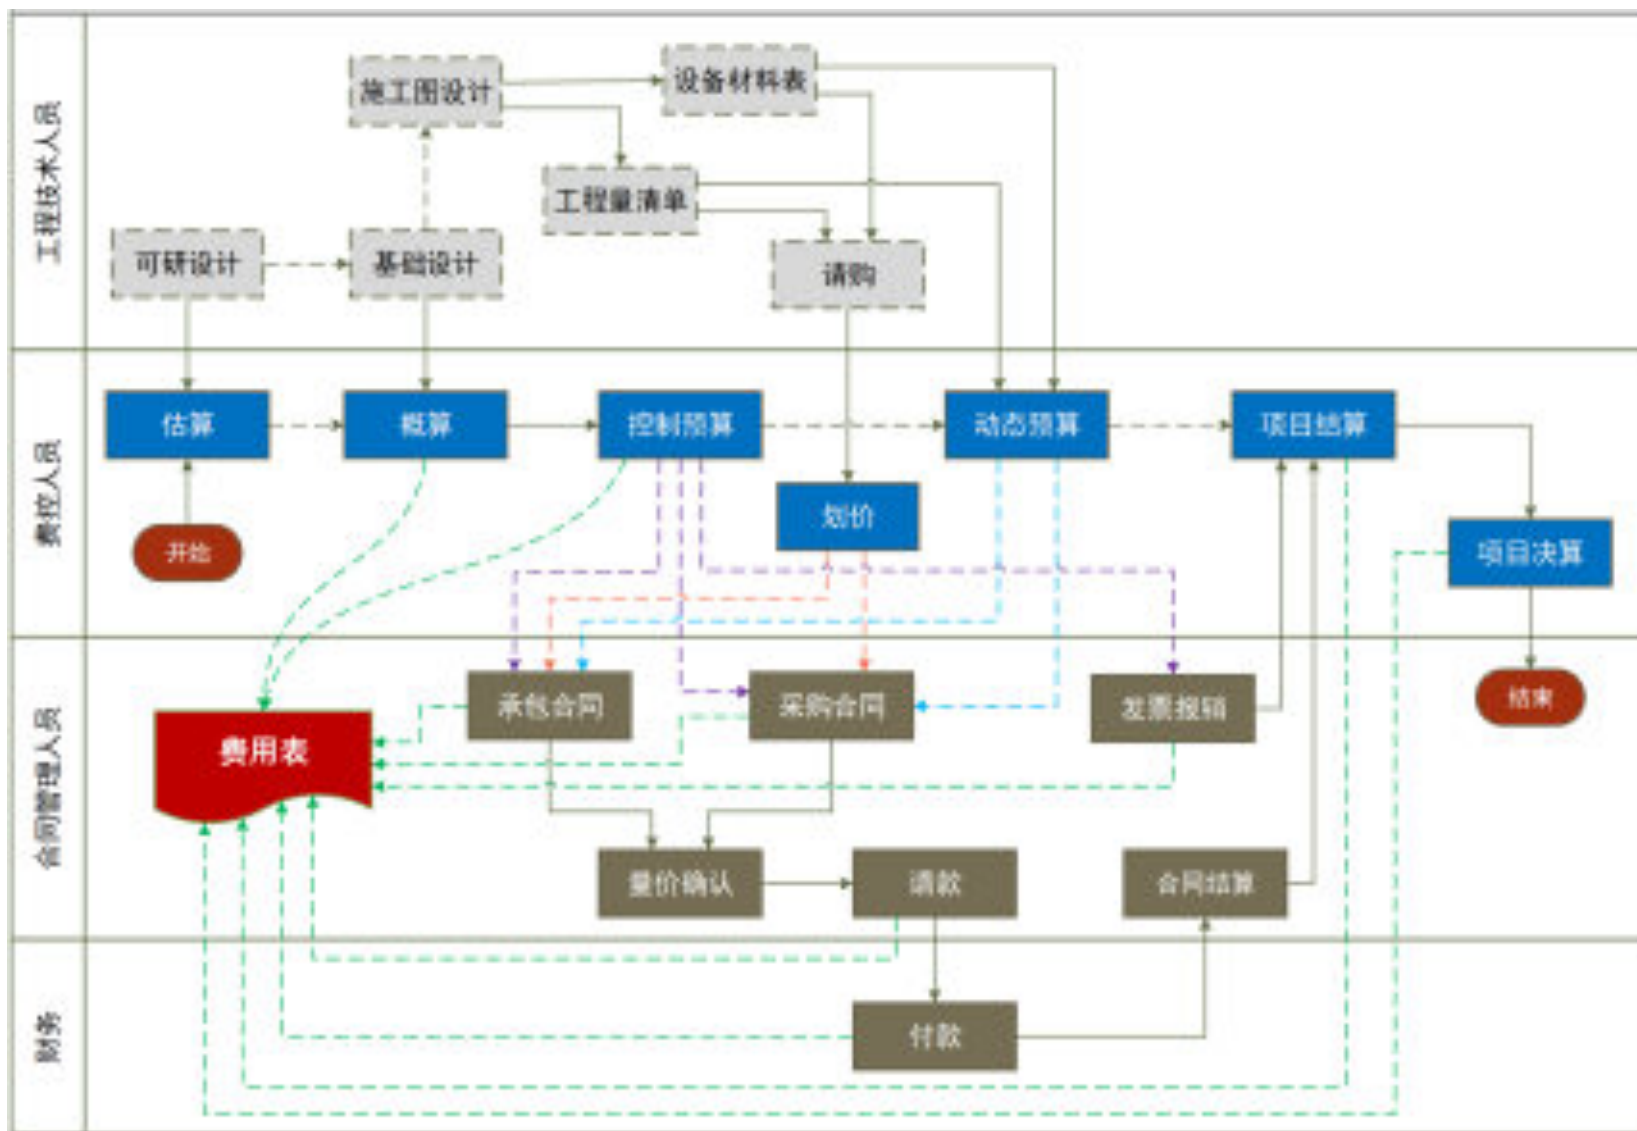 工程技术人员
施工图设计
设备材料表
工程量清单
可研设计
基础设计
请购
费控人员
估算
概算
控制预算
动态预算
项目结算
划价
开始
项目决算
合同管理人员
承包合同
采购合同
发票报销
结束
费用表
量价确认
请款
合同结算
财务
付款